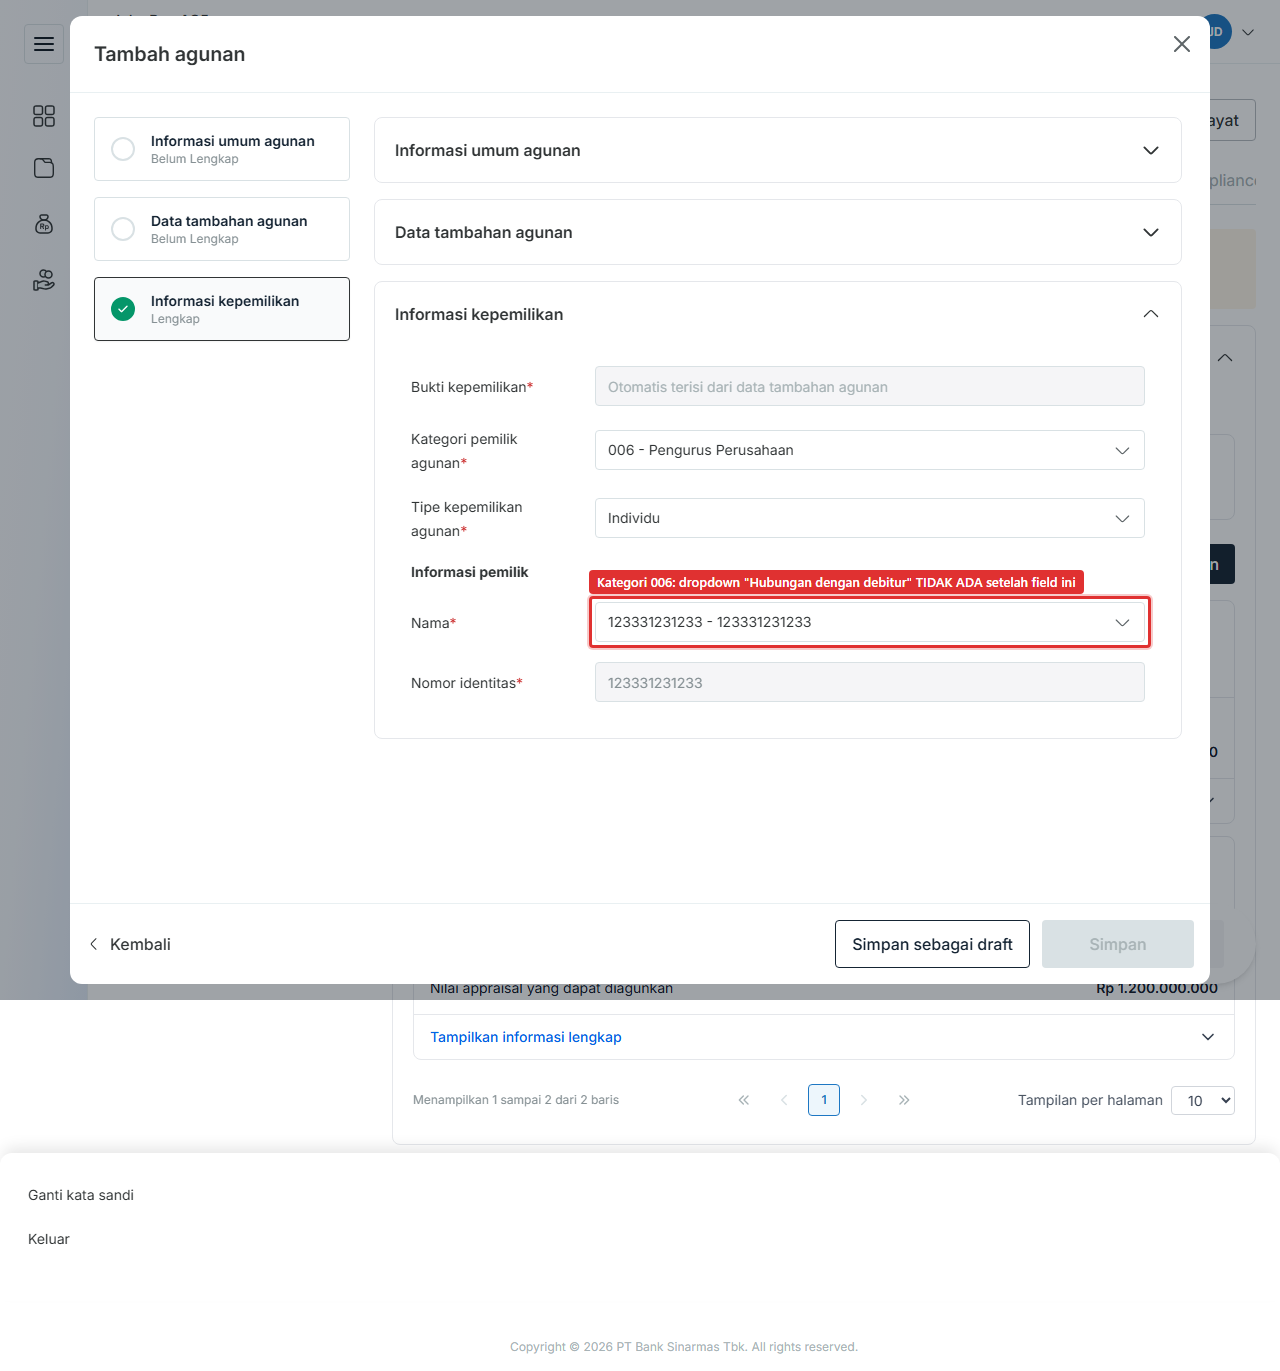 Tambah agunan
JD
ayat
pliance
Informasi umum agunan
Belum Lengkap
Data tambahan agunan
Belum Lengkap
Informasi kepemilikan
Lengkap
Informasi umum agunan
Data tambahan agunan
Informasi kepemilikan
Bukti kepemilikan*
Otomatis terisi dari data tambahan agunan
Kategori pemilik
agunan*
006 - Pengurus Perusahaan
Tipe kepemilikan
agunan*
Individu
Informasi pemilik
Kategori 006: dropdown "Hubungan dengan debitur" TIDAK ADA setelah field ini
Nama*
123331231233 - 123331231233
Nomor identitas*
123331231233
n
0
Rp
Kembali
Simpan sebagai draft
Simpan
Nilai appraisal yang dapat diagunkan
Rp 1.200.000.000
Tampilkan informasi lengkap
Menampilkan 1 sampai 2 dari 2 baris
1
Tampilan per halaman
10
Ganti kata sandi
Keluar
Copyright © 2026 PT Bank Sinarmas Tbk. All rights reserved.